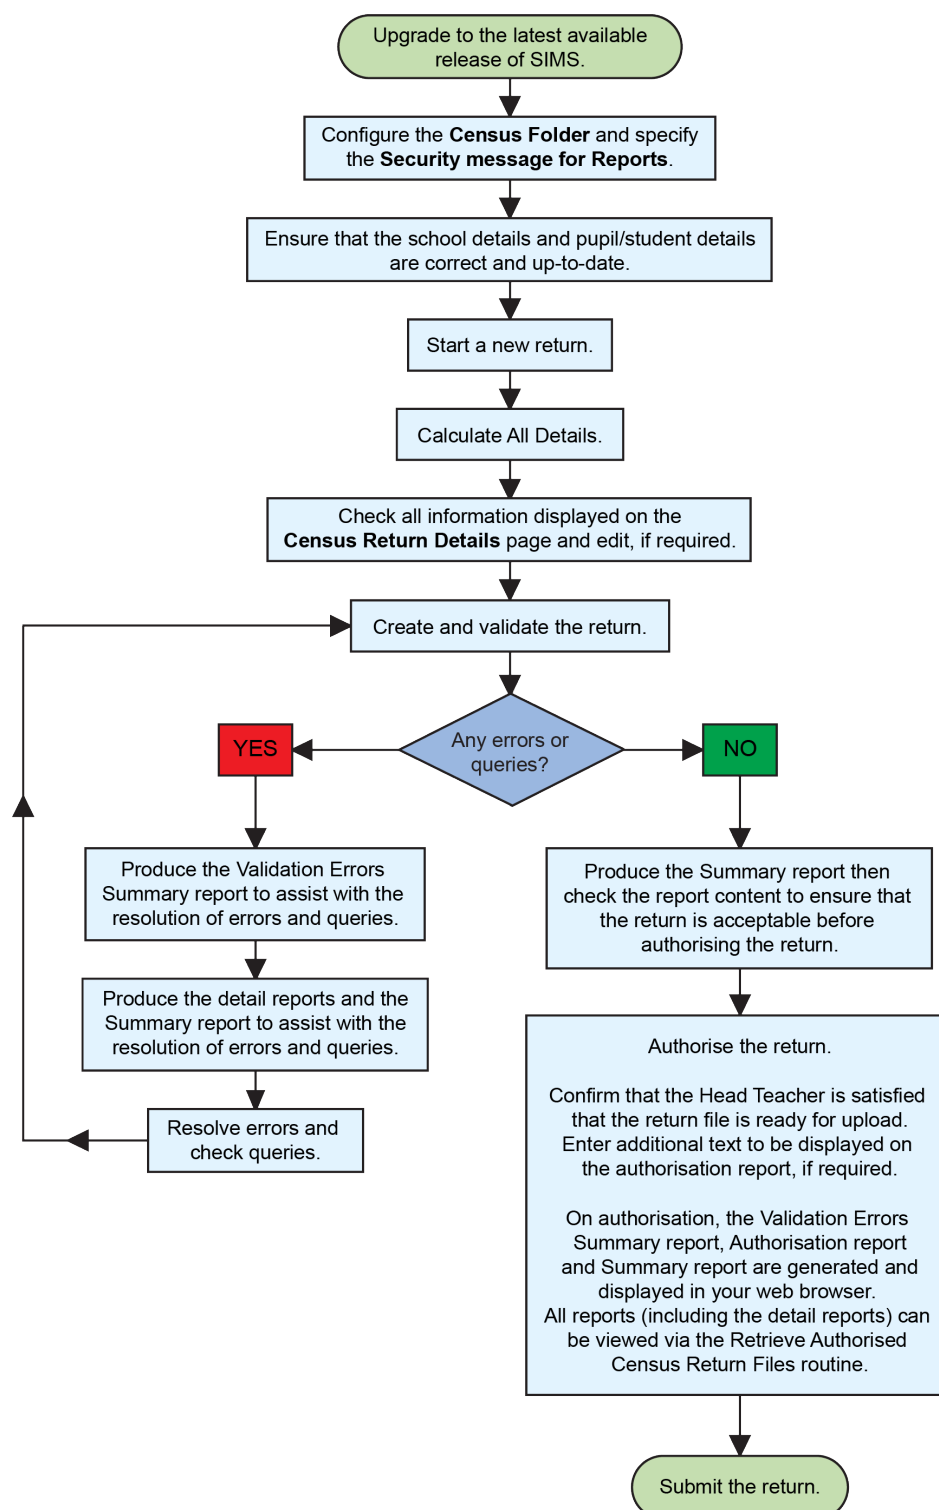 Upgrade to the latest available
release of SIMS.
Configure the Census Folder and specify
the Security message for Reports.
Ensure that the school details and pupil/student details
are correct and up-to-date.
Start a new return.
Calculate All Details.
Check all information displayed on the
Census Return Details page and edit, if required.
Create and validate the return.
Any errors or
queries?
YES
NO
Produce the Validation Errors
Summary report to assist with the
resolution of errors and queries.
Produce the detail reports and the
Summary report to assist with the
resolution of errors and queries.
Resolve errors and
check queries.
Produce the Summary report then
check the report content to ensure that
the return is acceptable before
authorising the return.
Authorise the return.
Confirm that the Head Teacher is satisfied
that the return file is ready for upload.
Enter additional text to be displayed on
the authorisation report, if required.
On authorisation, the Validation Errors
Summary report, Authorisation report
and Summary report are generated and
displayed in your web browser.
All reports (including the detail reports) can
be viewed via the Retrieve Authorised
Census Return Files routine.
Submit the return.